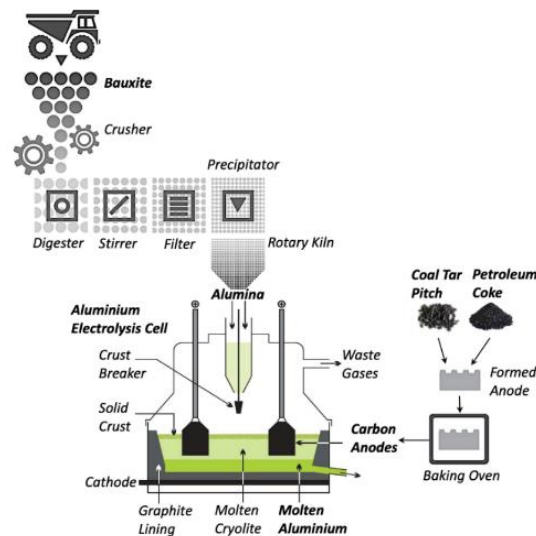 Bauxite
Crusher
Precipitator
Digester
Stirrer
Filter
Rotary Kiln
Alumina
Coal Tar
Pitch
Petroleum
Coke
Aluminium
Electrolysis Cell
Crust
Breaker
Waste
Gases
Formed
Anode
Solid
Crust
Carbon
Anodes
Baking Oven
Cathode
Graphite
Lining
Molten
Cryolite
Molten
Aluminium